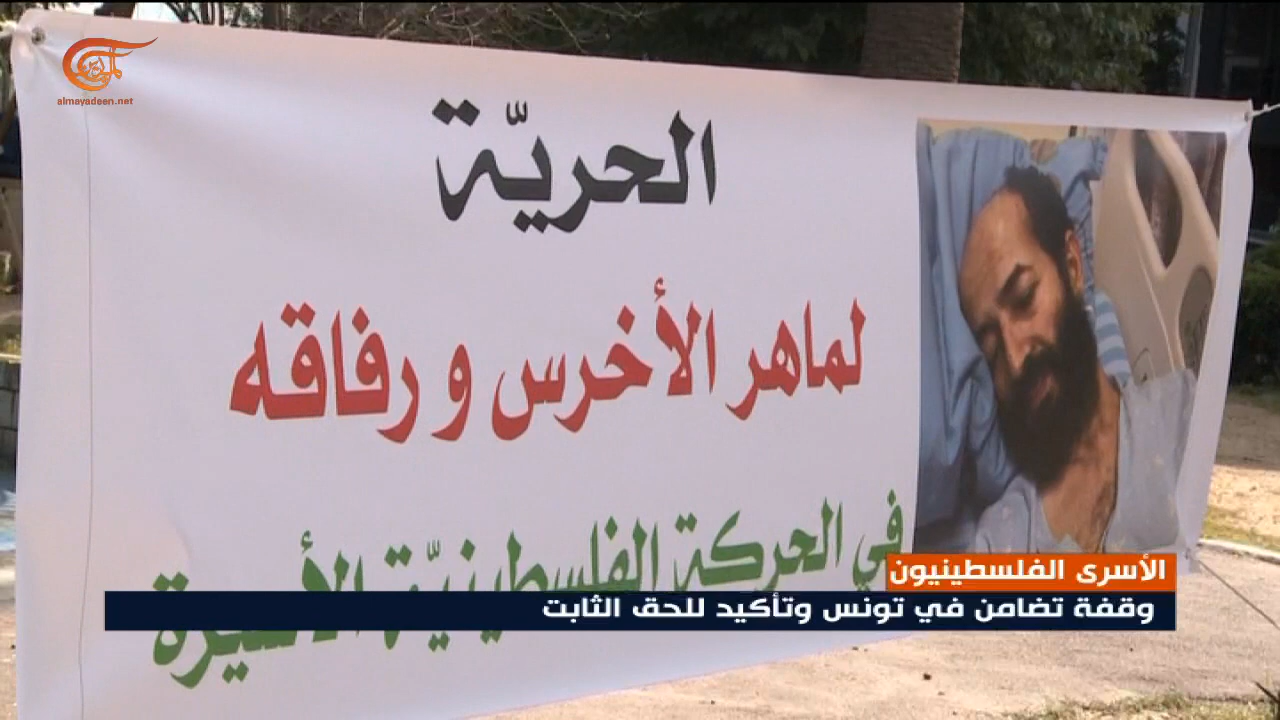 almayadeen.net
الحريّة
لماهر الأخرس و رفاقه
في الحركة الفلسطينيّة الأسيرة
الأسرى الفلسطينيون
وقفة تضامن في تونس وتأكيد للحق الثابت